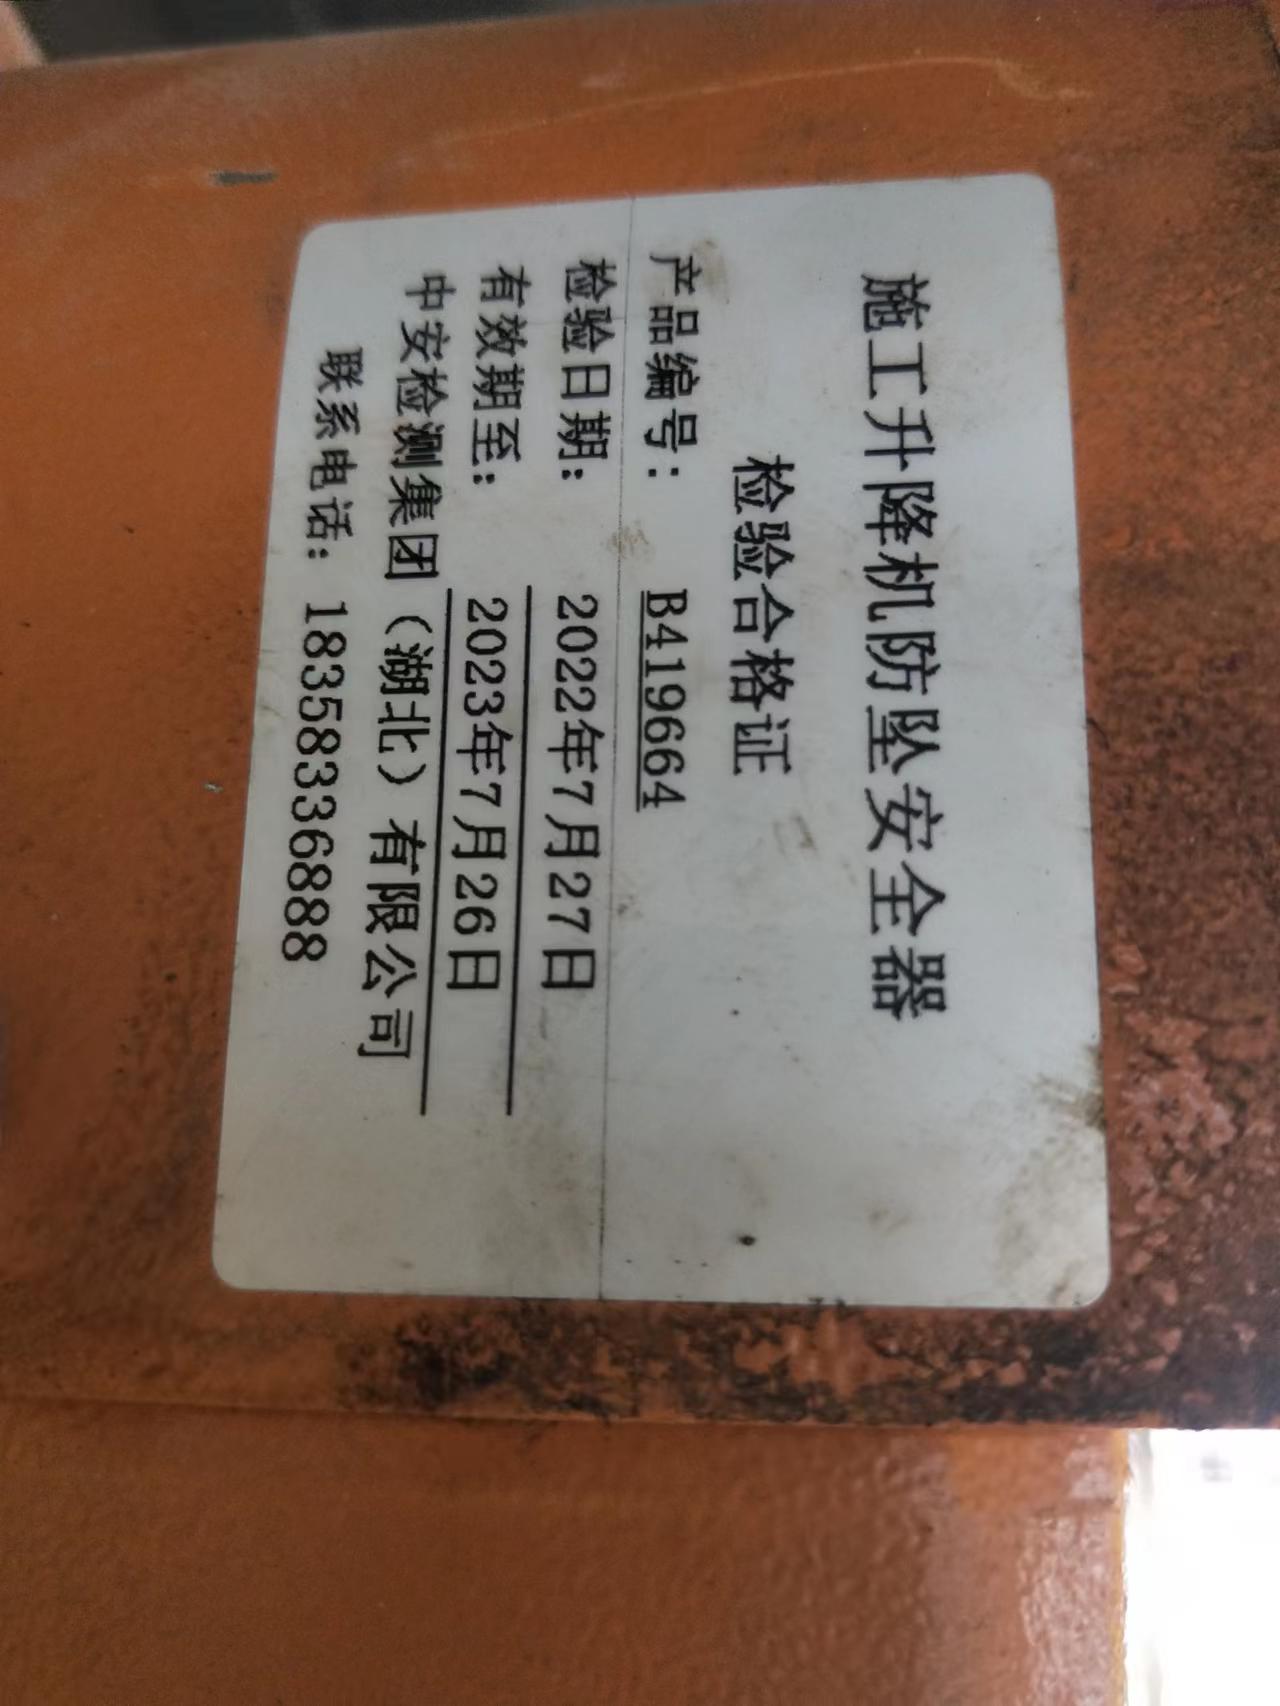 施工升降机防坠安全器
检验合格证
产品编号： B419664
检验日期： 2022年7月27日
有效期至： 2023年7月26日
中安检测集团（湖北）有限公司
联系电话：18358336888